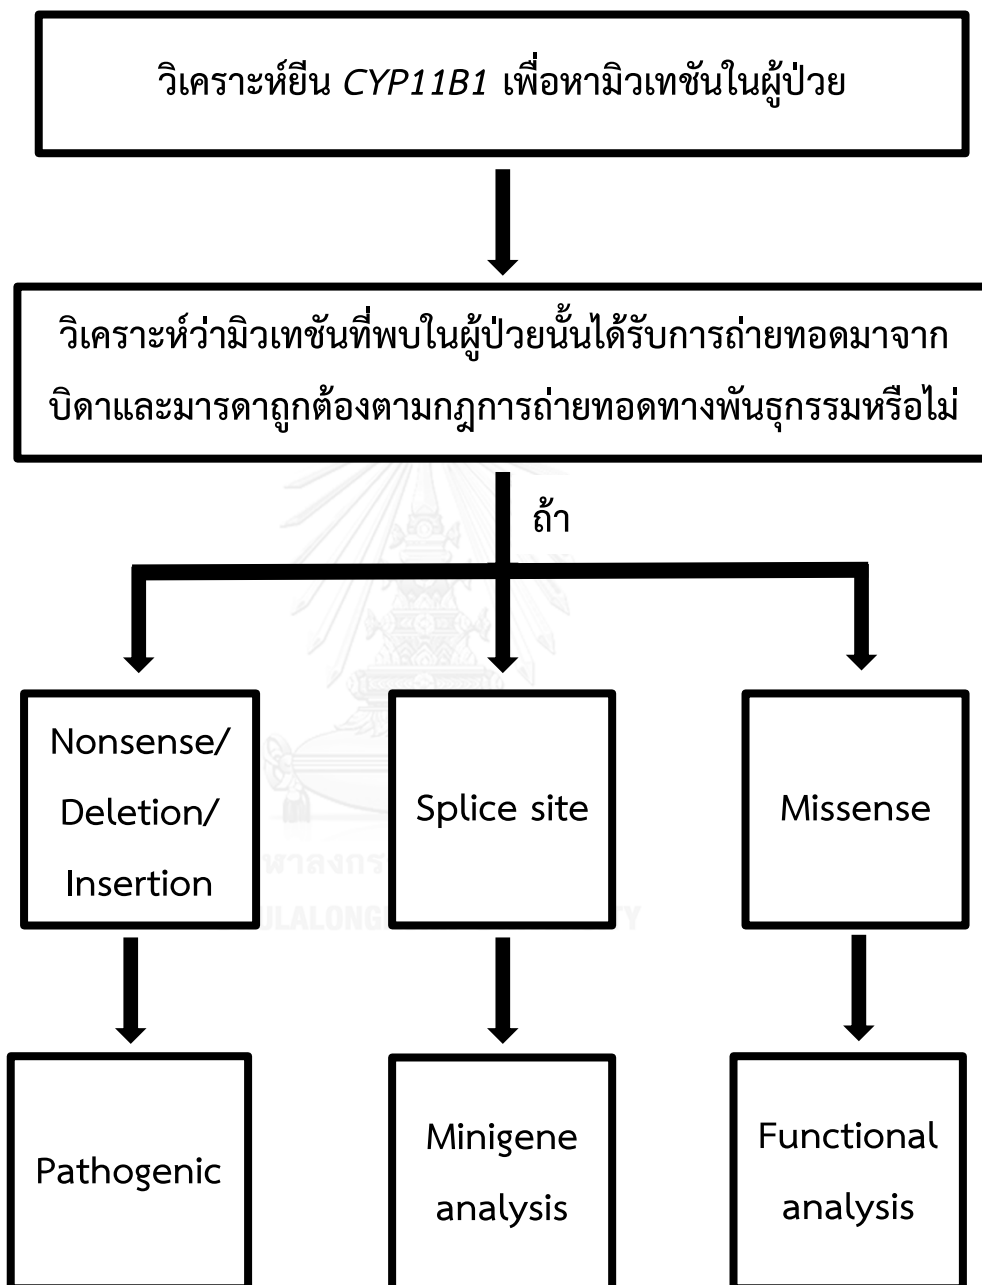 วิเคราะห์ยีน CYP11B1 เพื่อหามิวเทชันในผู้ป่วย
วิเคราะห์ว่ามิวเทชันที่พบในผู้ป่วยนั้นได้รับการถ่ายทอดมาจาก
บิดาและมารดาถูกต้องตามกฎการถ่ายทอดทางพันธุกรรมหรือไม่
ถ้า
Nonsense/
Deletion/
Insertion
Splice site
Missense
Pathogenic
Minigene
analysis
Functional
analysis